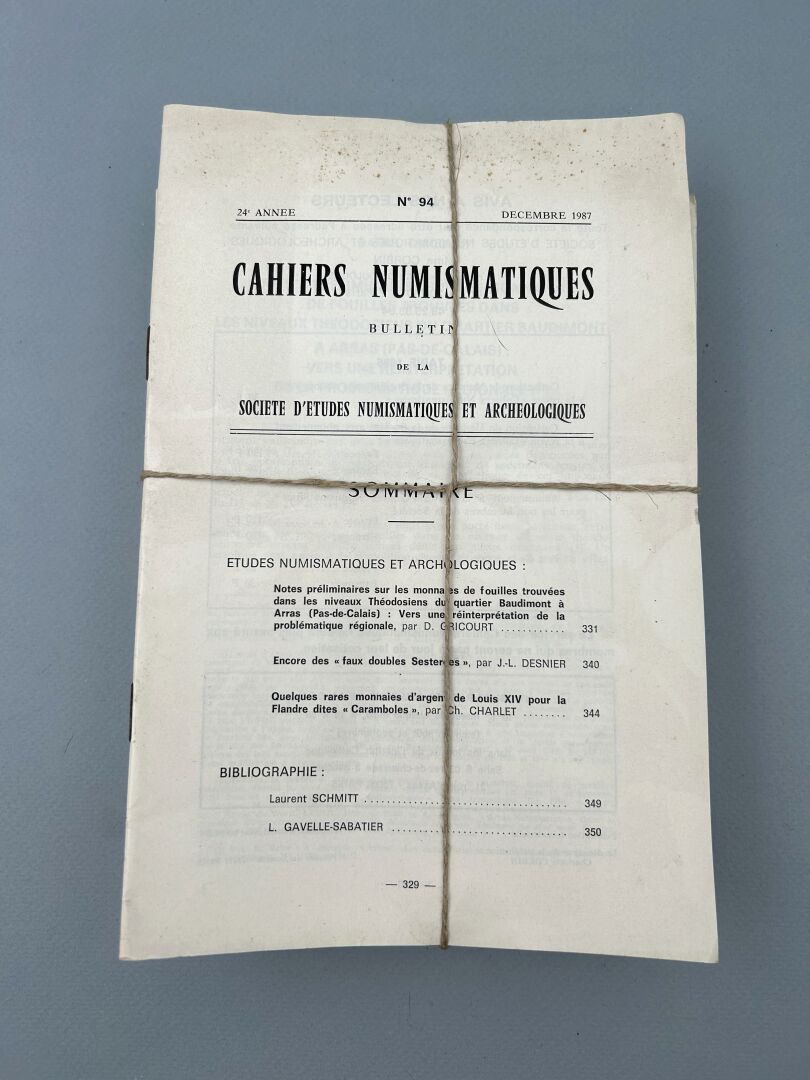 N° 94
24e ANNEE DECEMBRE 1987
CAHIERS NUMISMATIQUES
BULLETIN
DE LA
SOCIETE D'ETUDES NUMISMATIQUES ET ARCHEOLOGIQUES
SOMMAIRE
ETUDES NUMISMATIQUES ET ARCHOLOGIQUES :
Notes préliminaires sur les monnaies de fouilles trouvées
dans les niveaux Théodosiens du quartier Baudimont à
Arras (Pas-de-Calais) : Vers une réinterprétation de la
problématique régionale, par D. GRICOURT ............ 331
Encore des « faux doubles Sesterces », par J.-L. DESNIER 340
Quelques rares monnaies d'argent de Louis XIV pour la
Flandre dites « Caramboles », par Ch. CHARLET ........ 344
BIBLIOGRAPHIE :
Laurent SCHMITT ................................... 349
L. GAVELLE-SABATIER .............................. 350
— 329 —